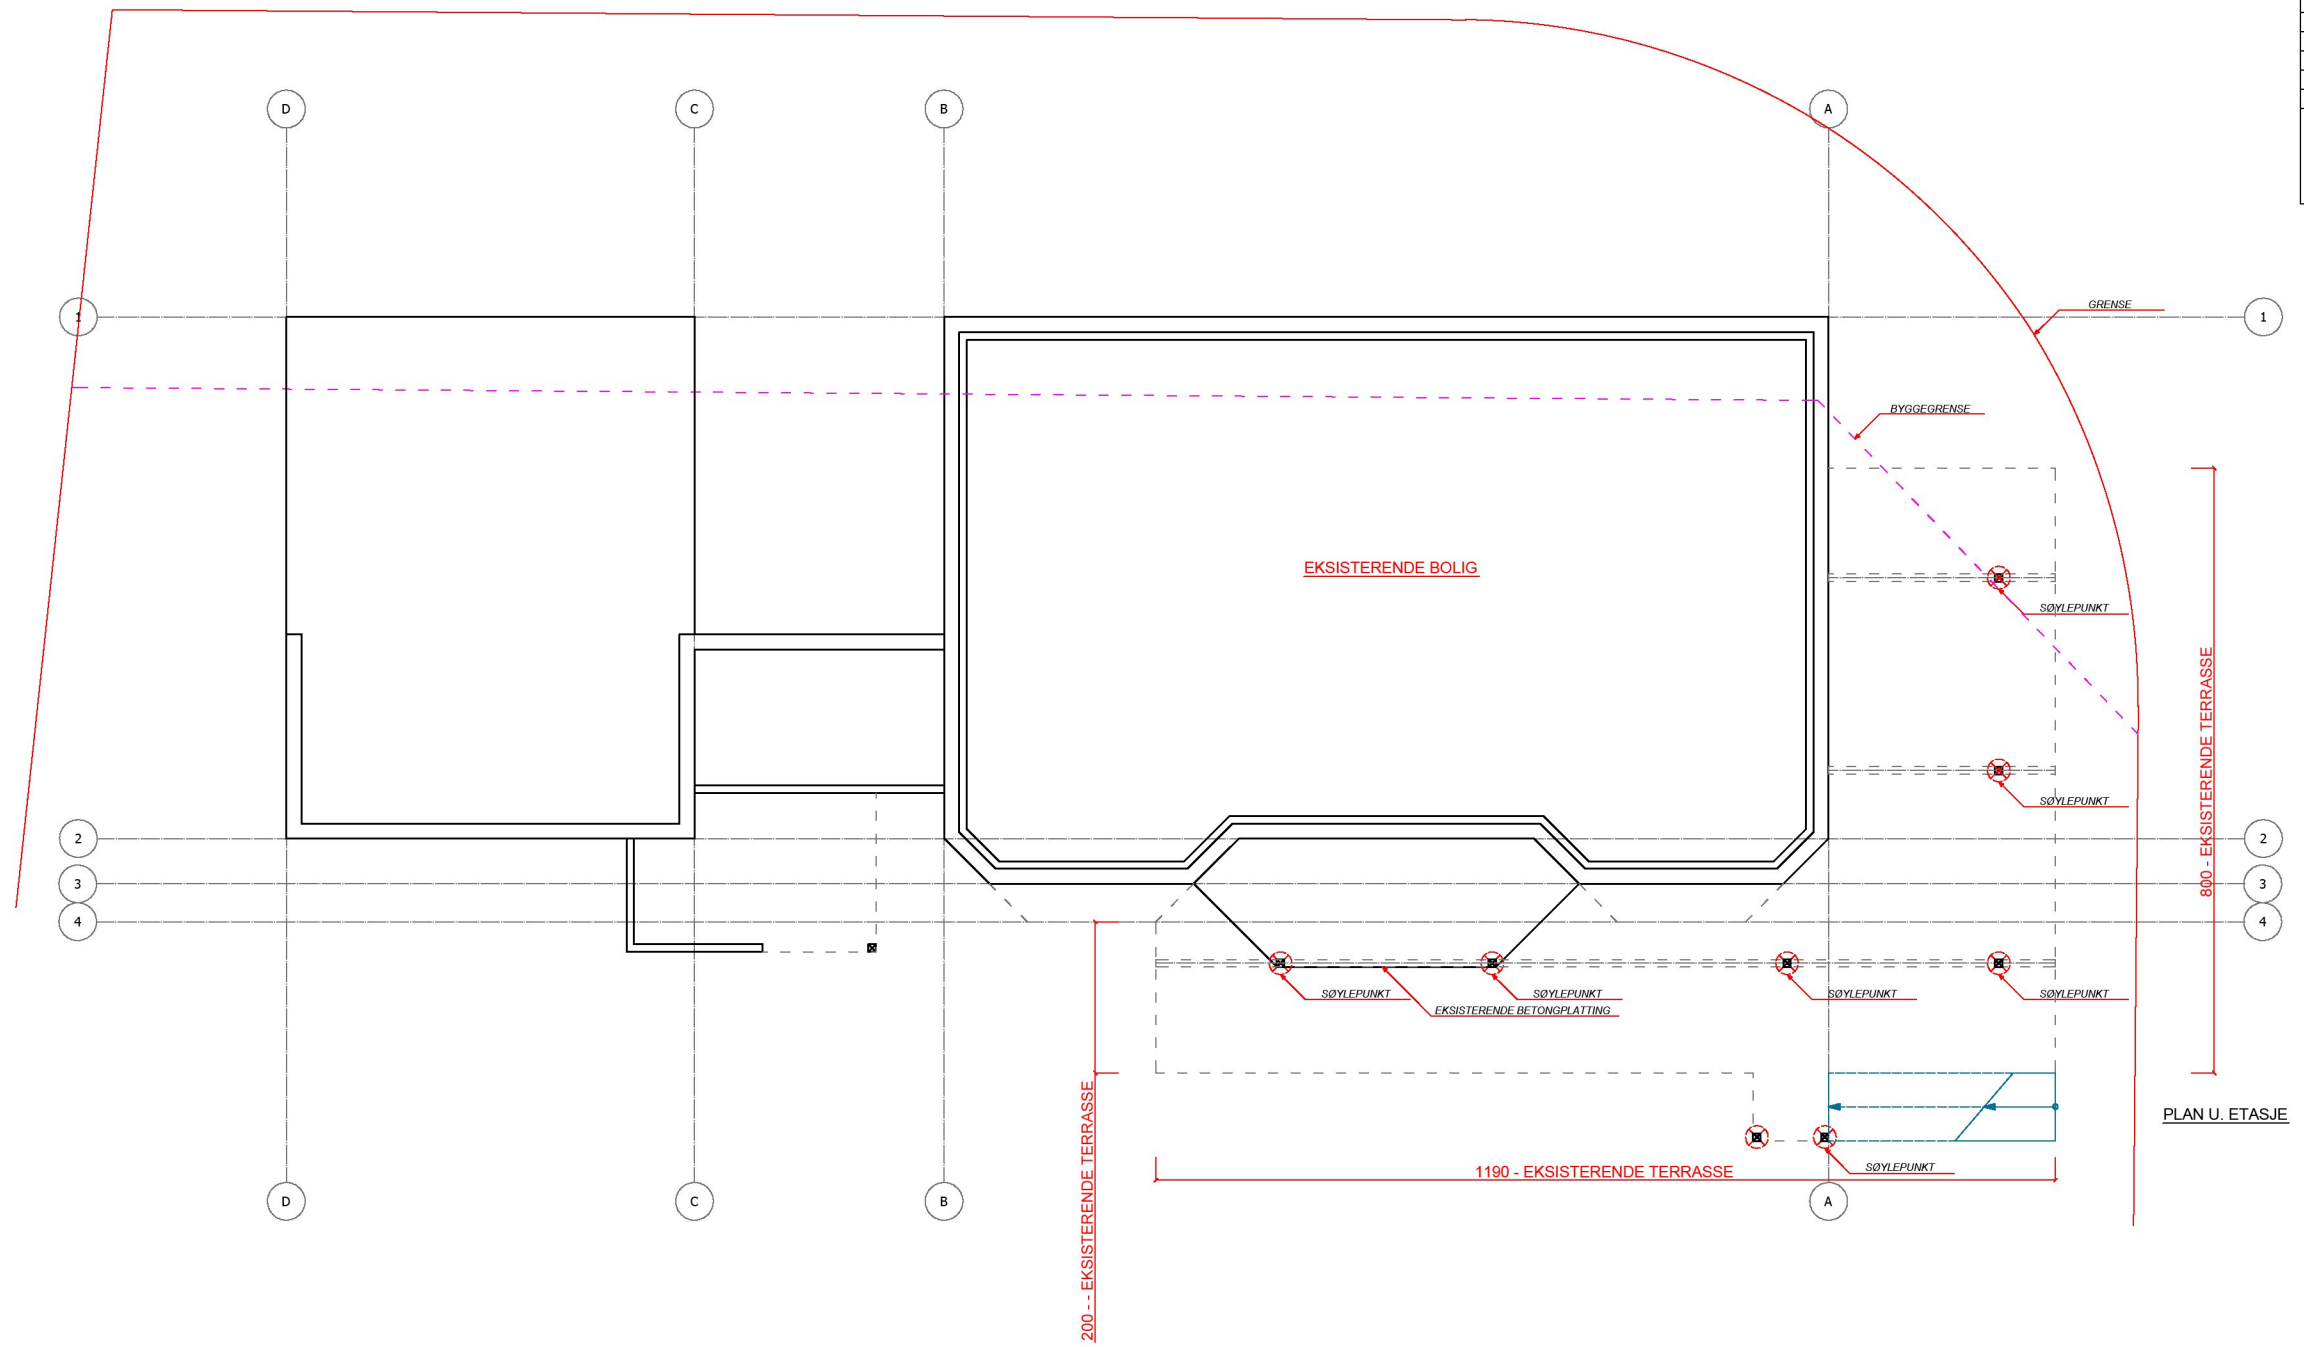 D
C
B
A
1
1
GRENSE
BYGGEGRENSE
EKSISTERENDE BOLIG
SØYLEPUNKT
SØYLEPUNKT
800 - EKSISTERENDE TERRASSE
2
2
3
3
4
4
SØYLEPUNKT
SØYLEPUNKT
SØYLEPUNKT
SØYLEPUNKT
EKSISTERENDE BETONGPLATTING
200 - - EKSISTERENDE TERRASSE
PLAN U. ETASJE
SØYLEPUNKT
1190 - EKSISTERENDE TERRASSE
D
C
B
A